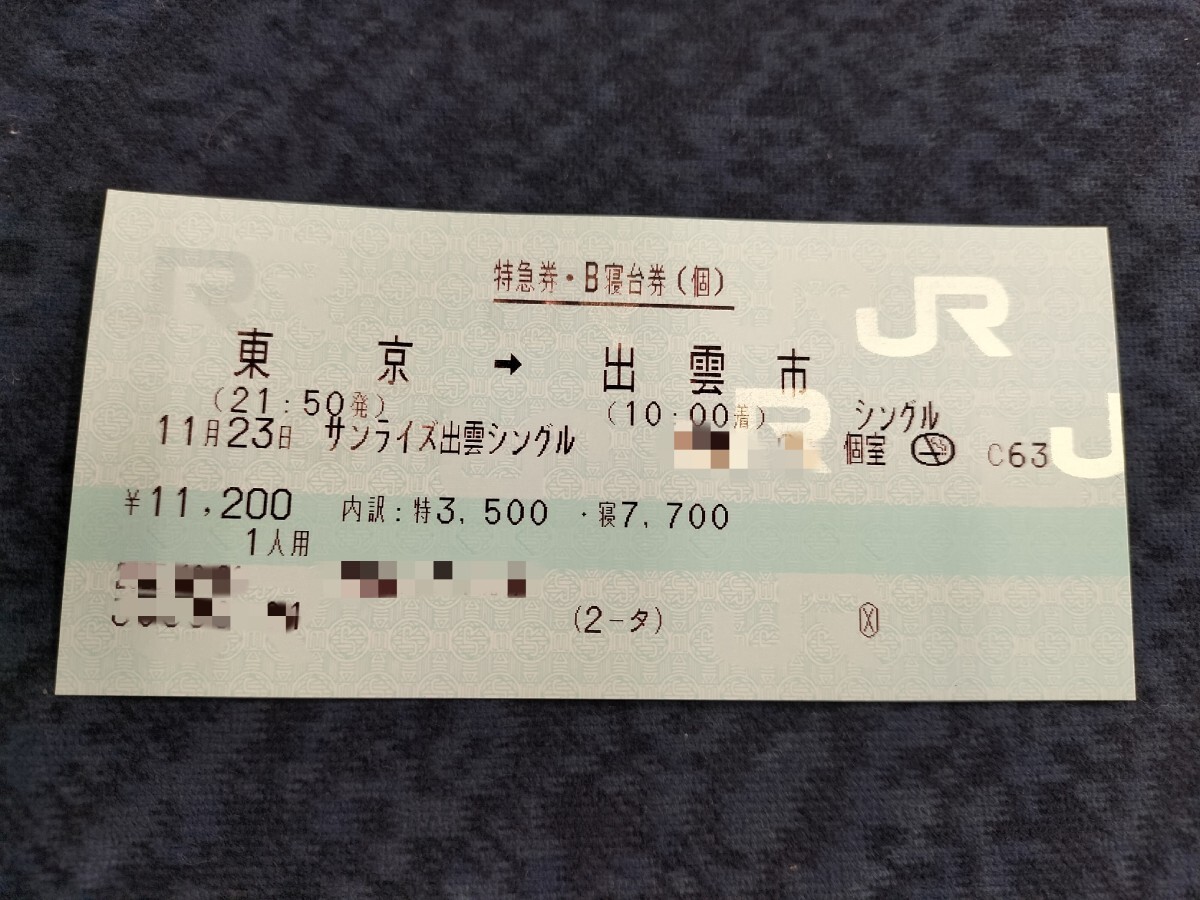 特急券・B寝台券(個)
東京 → 出雲市
(21:50発) (10:00着) シングル
11月23日 サンライズ出雲シングル 個室 C63
¥11,200 内訳:特3,500 ・寝7,700
1人用
(2-タ)
JR